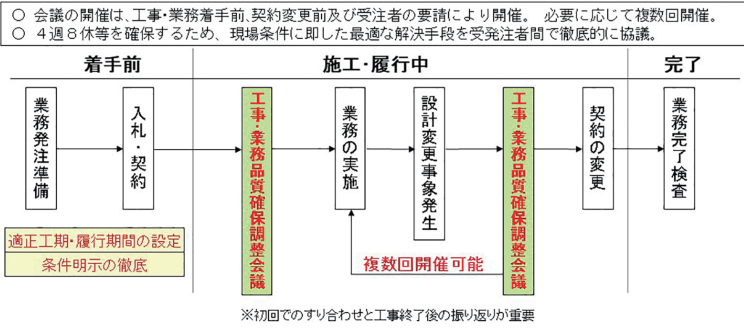 ○ 会議の開催は、工事・業務着手前、契約変更前及び受注者の要請により開催。 必要に応じて複数回開催。
○ ４週８休等を確保するため、現場条件に即した最適な解決手段を受発注者間で徹底的に協議。
着手前
施工・履行中
完了
業務発注準備
入札・契約
工事・業務品質確保調整会議
業務の実施
設計変更事象発生
工事・業務品質確保調整会議
契約の変更
業務完了検査
適正工期・履行期間の設定
条件明示の徹底
複数回開催可能
※初回でのすり合わせと工事終了後の振り返りが重要